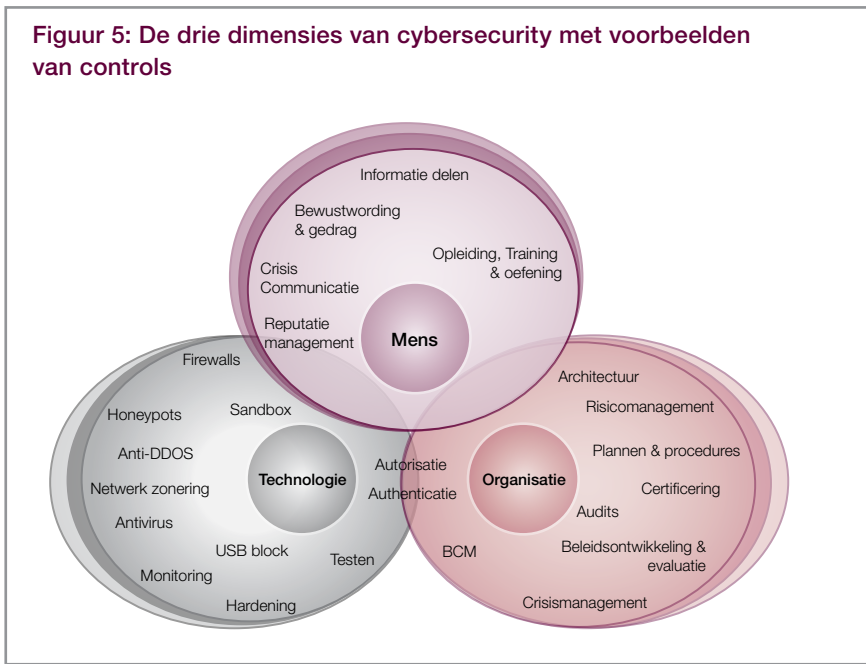 Figuur 5: De drie dimensies van cybersecurity met voorbeelden
van controls
Informatie delen
Bewustwording
& gedrag
Opleiding, Training
& oefening
Crisis
Communicatie
Reputatie
management
Mens
Firewalls
Honeypots
Sandbox
Anti-DDOS
Technologie
Netwerk zonering
Antivirus
USB block
Testen
Monitoring
Hardening
Autorisatie
Authenticatie
Architectuur
Risicomanagement
Plannen & procedures
Organisatie
Certificering
Audits
BCM
Beleidsontwikkeling &
evaluatie
Crisismanagement